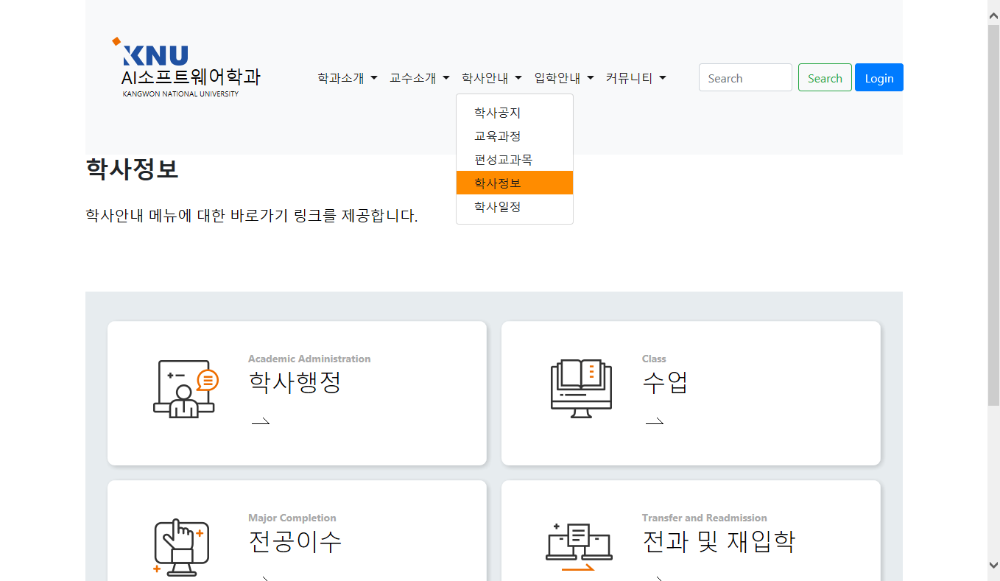 KNU
AI소프트웨어학과
KANGWON NATIONAL UNIVERSITY
학과소개 교수소개 학사안내 입학안내 커뮤니티 Search Search Login
학사공지
교육과정
편성교과목
학사정보
학사일정
학사정보
학사안내 메뉴에 대한 바로가기 링크를 제공합니다.
Academic Administration
학사행정
Class
수업
Major Completion
전공이수
Transfer and Readmission
전과 및 재입학